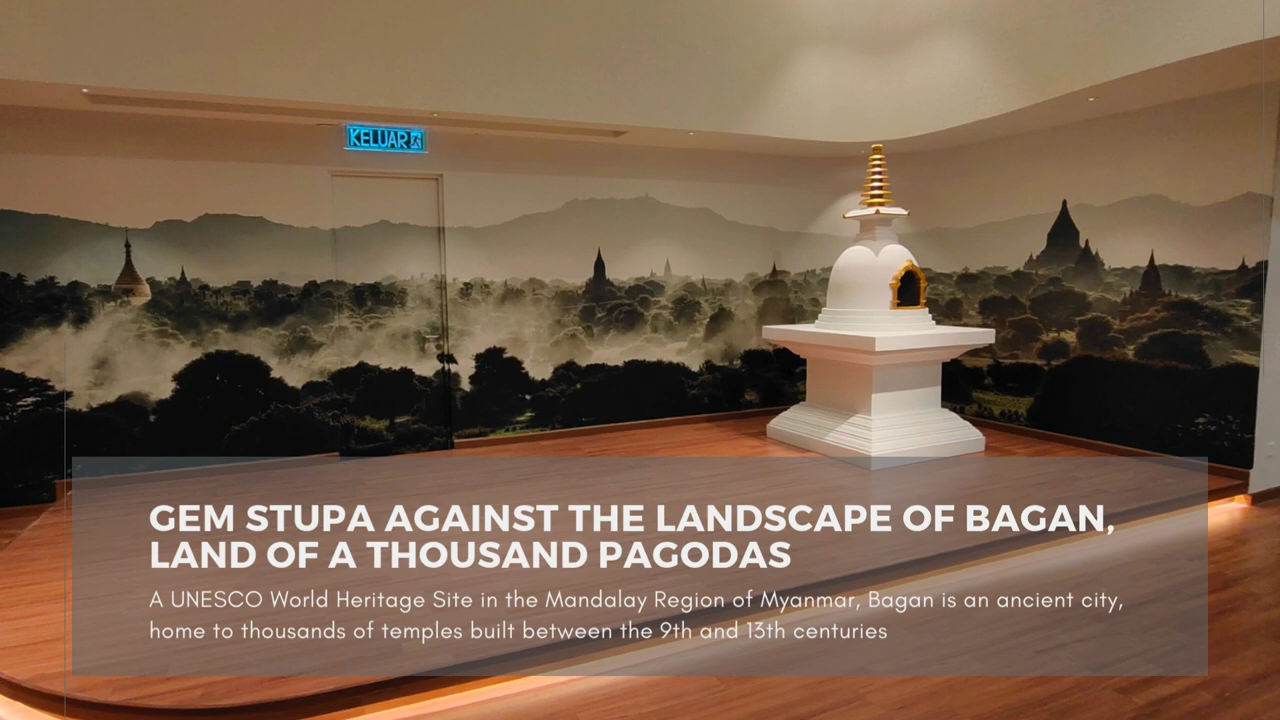 KELUAR
GEM STUPA AGAINST THE LANDSCAPE OF BAGAN,
LAND OF A THOUSAND PAGODAS
A UNESCO World Heritage Site in the Mandalay Region of Myanmar, Bagan is an ancient city,
home to thousands of temples built between the 9th and 13th centuries